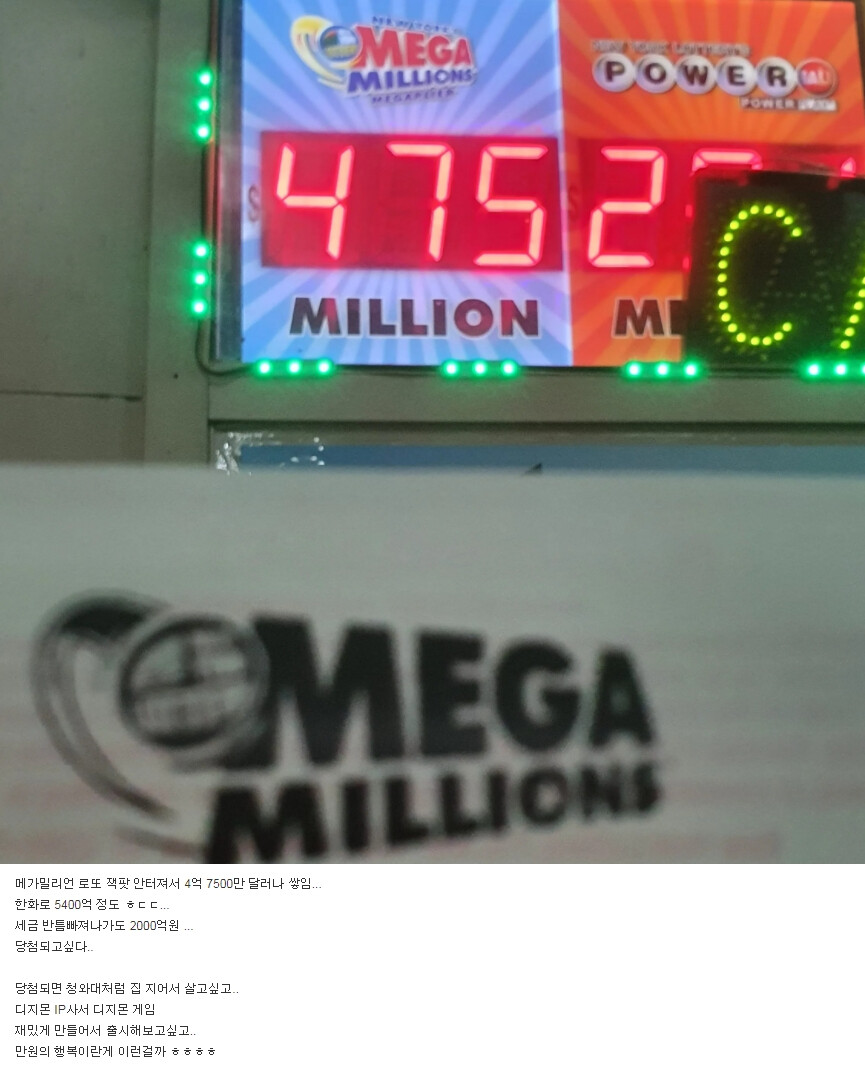 NEW YORK
MEGA
MILLIONS
MEGAPLIER
NEW YORK LOTTERY'S
POWERBALL
POWER PLAY
$475
MILLION
2
C
MEGA
MILLIONS
메가밀리언 로또 잭팟 안터져서 4억 7500만 달러나 쌓임...
한화로 5400억 정도 ㅎㄷㄷ...
세금 반틈빠져나가도 2000억원 ...
당첨되고싶다..
당첨되면 청와대처럼 집 지어서 살고싶고..
디지몬 IP사서 디지몬 게임
재밌게 만들어서 출시해보고싶고..
만원의 행복이란게 이런걸까 ㅎㅎㅎㅎ